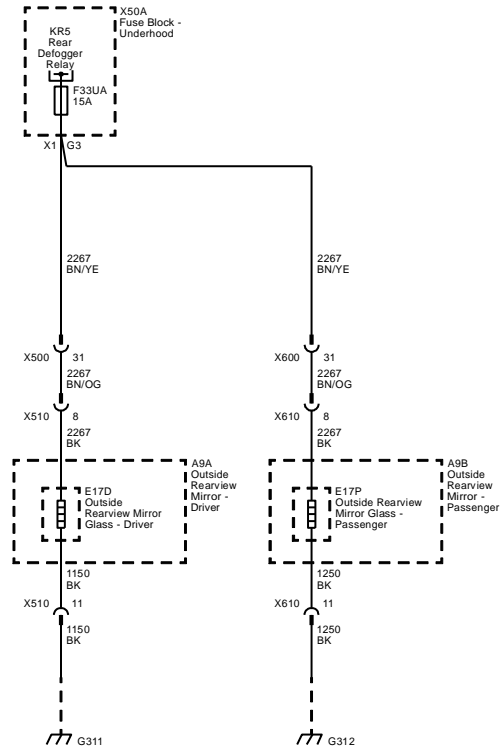 X50A
Fuse Block -
Underhood
KR5
Rear
Defogger
Relay
F33UA
15A
X1 G3
2267
BN/YE
2267
BN/YE
X500 31
X600 31
2267
BN/OG
2267
BN/OG
X510 8
X610 8
2267
BK
2267
BK
A9A
Outside
Rearview
Mirror -
Driver
E17D
Outside
Rearview Mirror
Glass - Driver
A9B
Outside
Rearview
Mirror -
Passenger
E17P
Outside Rearview
Mirror Glass -
Passenger
1150
BK
1250
BK
X510 11
X610 11
1150
BK
1250
BK
G311
G312